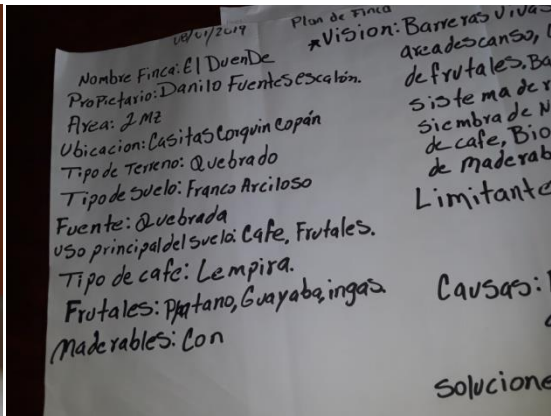 08/01/2019
Plan de Finca
Nombre Finca: El DuenDe
Propietario: Danilo Fuentes escalón.
Area: 2 Mz
Ubicacion: Casitas Corquin Copán
Tipo de Terreno: Quebrado
Tipo de suelo: Franco Arciloso
Fuente: Quebrada
uso principal del suelo: Cafe, Frutales.
Tipo de cafe: Lempira.
Frutales: Platano, Guayaba, ingas.
Maderables: Con
*Vision: Barreras Vivas
area descanso,
de frutales. Ba
sistema de r
siembra de
de cafe, Bio
de maderab
Limitante
Causas:
Solucione